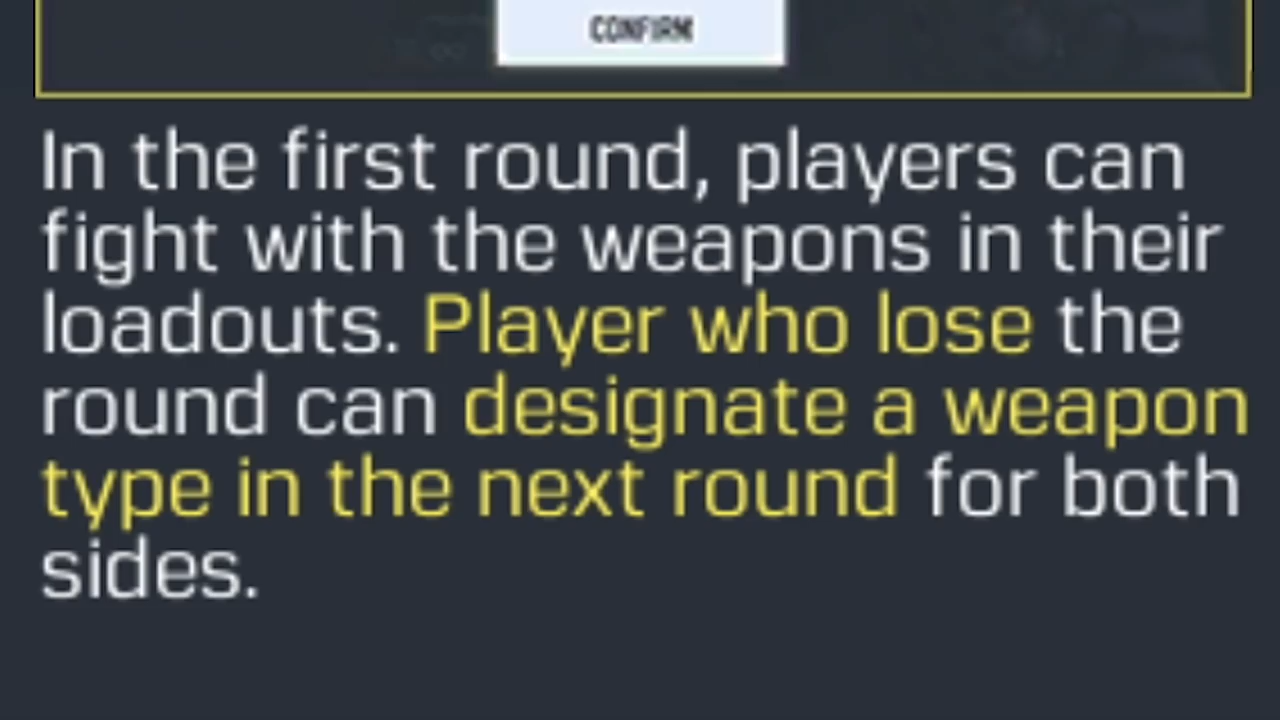 CONFIRM
In the first round, players can
fight with the weapons in their
loadouts. Player who lose the
round can designate a weapon
type in the next round for both
sides.